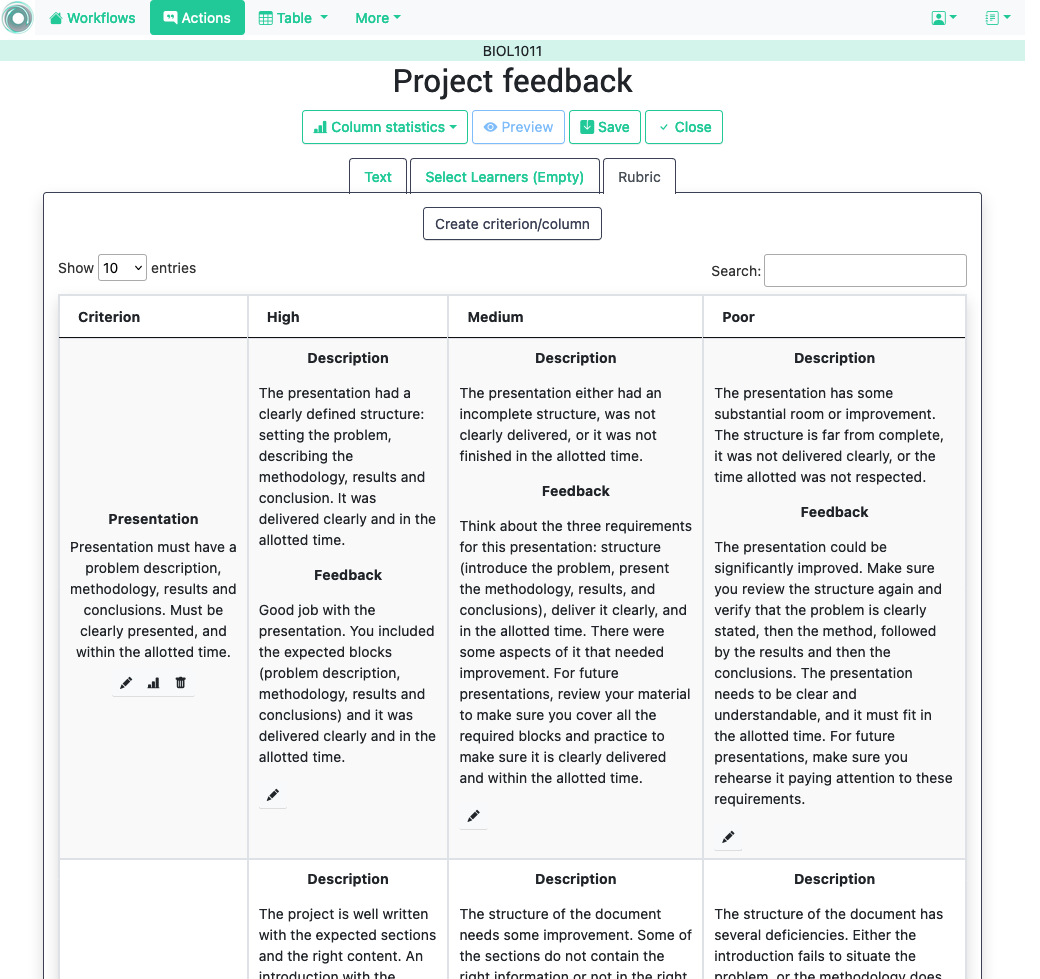 Workflows Actions Table More
BIOL1011
Project feedback
Column statistics Preview Save Close
Text Select Learners (Empty) Rubric
Create criterion/column
Show 10 entries
Search:
Criterion High Medium Poor
Presentation
Presentation must have a
problem description,
methodology, results and
conclusions. Must be
clearly presented, and
within the allotted time.
Description
The presentation had a
clearly defined structure:
setting the problem,
describing the
methodology, results and
conclusion. It was
delivered clearly and in the
allotted time.
Feedback
Good job with the
presentation. You included
the expected blocks
(problem description,
methodology, results and
conclusions) and it was
delivered clearly and in the
allotted time.
Description
The presentation either had an
incomplete structure, was not
clearly delivered, or it was not
finished in the allotted time.
Feedback
Think about the three requirements
for this presentation: structure
(introduce the problem, present
the methodology, results, and
conclusions), deliver it clearly, and
in the allotted time. There were
some aspects of it that needed
improvement. For future
presentations, review your material
to make sure you cover all the
required blocks and practice to
make sure it is clearly delivered
and within the allotted time.
Description
The presentation has some
substantial room or improvement.
The structure is far from complete,
it was not delivered clearly, or the
time allotted was not respected.
Feedback
The presentation could be
significantly improved. Make sure
you review the structure again and
verify that the problem is clearly
stated, then the method, followed
by the results and then the
conclusions. The presentation
needs to be clear and
understandable, and it must fit in
the allotted time. For future
presentations, make sure you
rehearse it paying attention to these
requirements.
Description
The project is well written
with the expected sections
and the right content. An
introduction with the
Description
The structure of the document
needs some improvement. Some of
the sections do not contain the
right information or not in the right
Description
The structure of the document has
several deficiencies. Either the
introduction fails to situate the
problem, or the methodology does